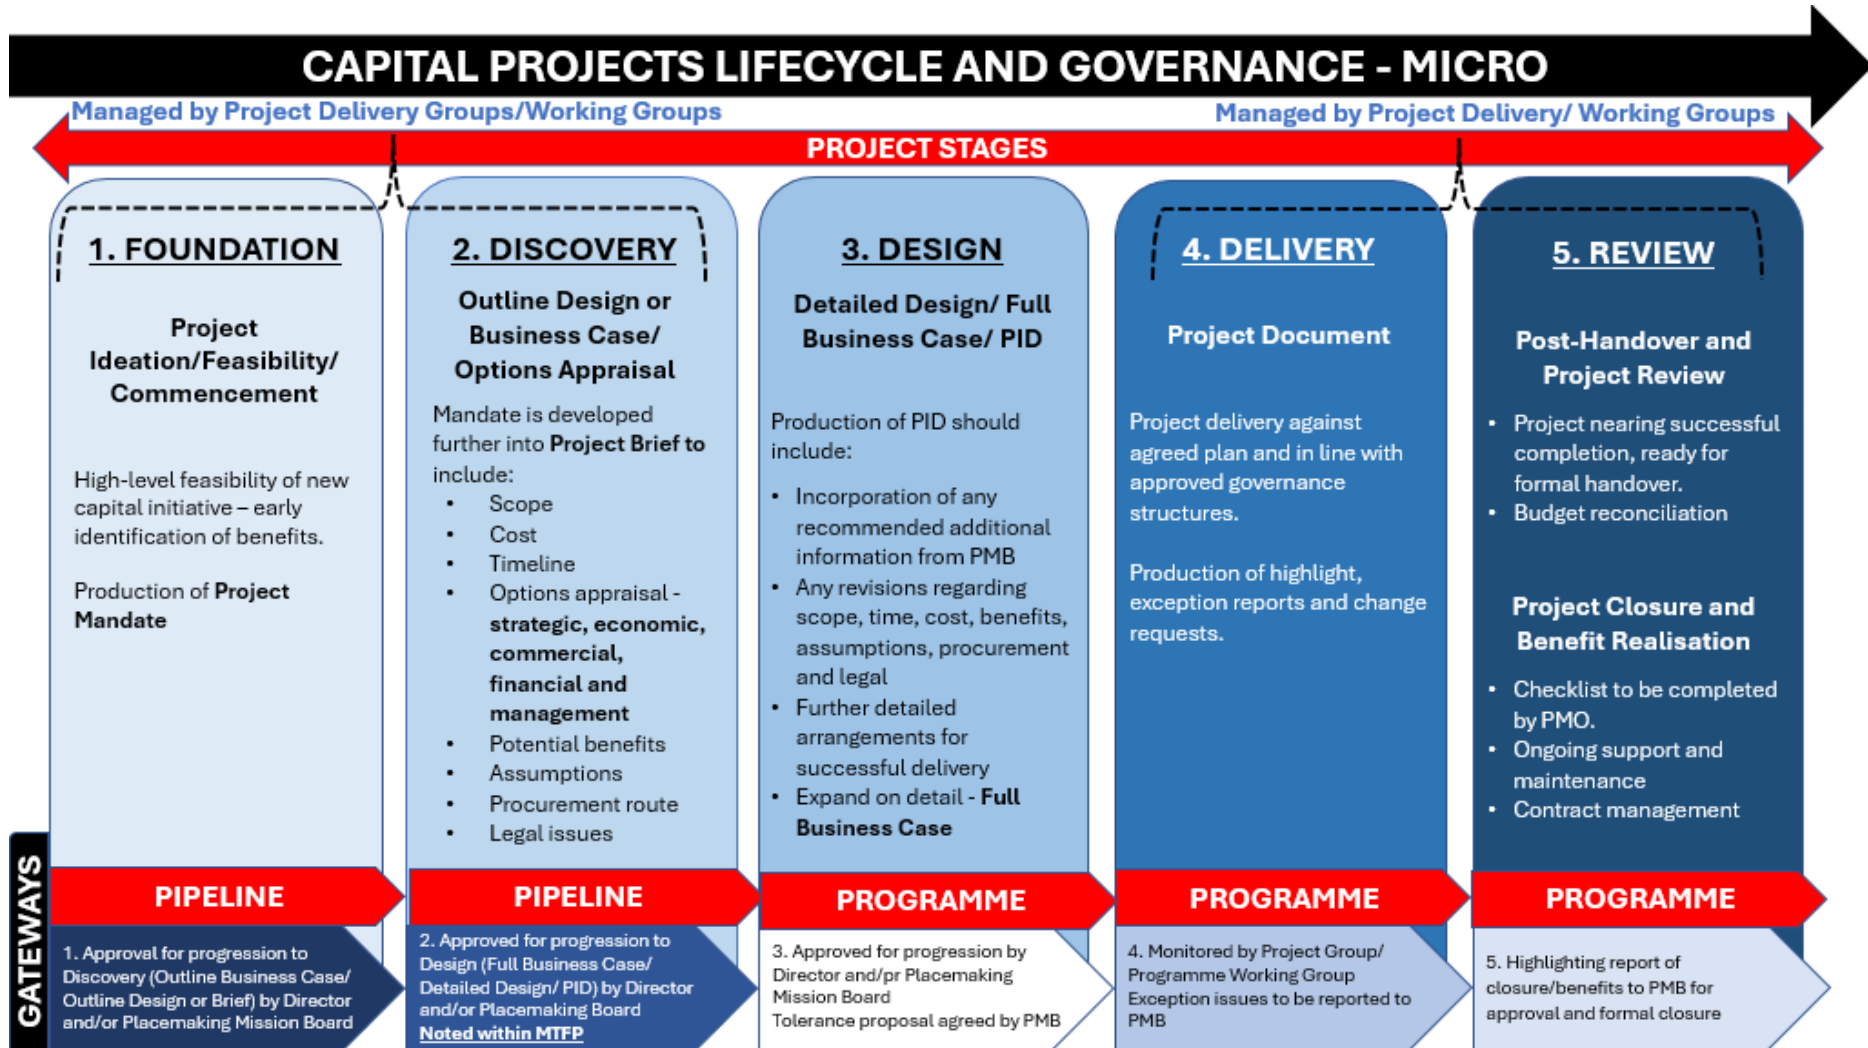 CAPITAL PROJECTS LIFECYCLE AND GOVERNANCE - MICRO
Managed by Project Delivery Groups/Working Groups
Managed by Project Delivery/ Working Groups
PROJECT STAGES
1. FOUNDATION
Project
Ideation/Feasibility/
Commencement
High-level feasibility of new
capital initiative – early
identification of benefits.
Production of Project
Mandate
2. DISCOVERY
Outline Design or
Business Case/
Options Appraisal
Mandate is developed
further into Project Brief to
include:
• Scope
• Cost
• Timeline
• Options appraisal -
strategic, economic,
commercial,
financial and
management
• Potential benefits
• Assumptions
• Procurement route
• Legal issues
3. DESIGN
Detailed Design/ Full
Business Case/ PID
Production of PID should
include:
• Incorporation of any
recommended additional
information from PMB
• Any revisions regarding
scope, time, cost, benefits,
assumptions, procurement
and legal
• Further detailed
arrangements for
successful delivery
• Expand on detail - Full
Business Case
4. DELIVERY
Project Document
Project delivery against
agreed plan and in line with
approved governance
structures.
Production of highlight,
exception reports and change
requests.
5. REVIEW
Post-Handover and
Project Review
• Project nearing successful
completion, ready for
formal handover.
• Budget reconciliation
Project Closure and
Benefit Realisation
• Checklist to be completed
by PMO.
• Ongoing support and
maintenance
• Contract management
GATEWAYS
PIPELINE
1. Approval for progression to
Discovery (Outline Business Case/
Outline Design or Brief) by Director
and/or Placemaking Mission Board
PIPELINE
2. Approved for progression to
Design (Full Business Case/
Detailed Design/ PID) by Director
and/or Placemaking Board
Noted within MTFP
PROGRAMME
3. Approved for progression by
Director and/pr Placemaking
Mission Board
Tolerance proposal agreed by PMB
PROGRAMME
4. Monitored by Project Group/
Programme Working Group
Exception issues to be reported to
PMB
PROGRAMME
5. Highlighting report of
closure/benefits to PMB for
approval and formal closure